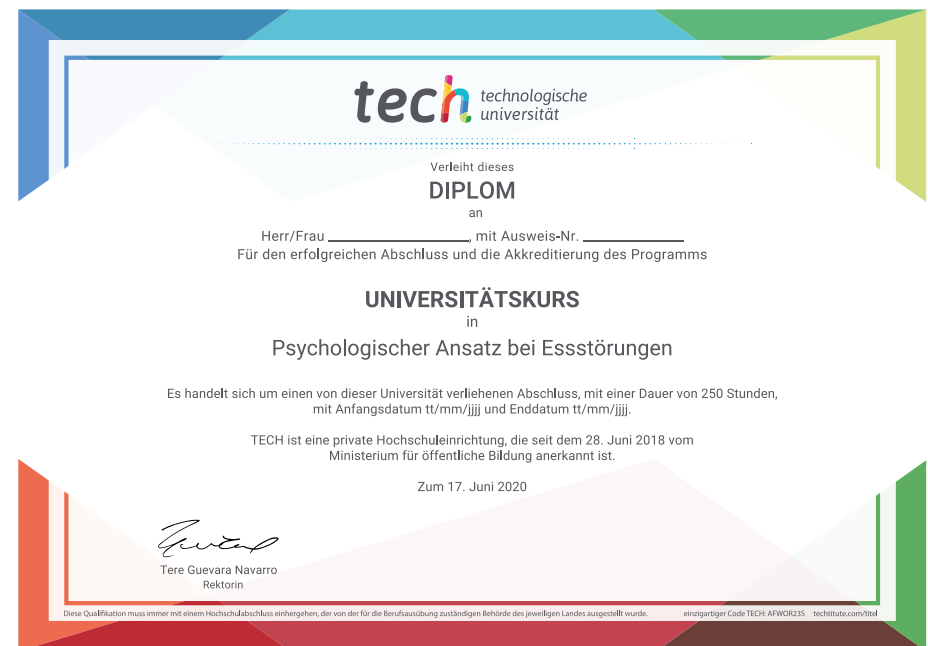 tech technologische
universität
Verleiht dieses
DIPLOM
an
Herr/Frau ____________________, mit Ausweis-Nr. ______________
Für den erfolgreichen Abschluss und die Akkreditierung des Programms
UNIVERSITÄTSKURS
in
Psychologischer Ansatz bei Essstörungen
Es handelt sich um einen von dieser Universität verliehenen Abschluss, mit einer Dauer von 250 Stunden,
mit Anfangsdatum tt/mm/jjjj und Enddatum tt/mm/jjjj.
TECH ist eine private Hochschuleinrichtung, die seit dem 28. Juni 2018 vom
Ministerium für öffentliche Bildung anerkannt ist.
Zum 17. Juni 2020
Tere Guevara Navarro
Rektorin
Diese Qualifikation muss immer mit einem Hochschulabschluss einhergehen, der von der für die Berufsausübung zuständigen Behörde des jeweiligen Landes ausgestellt wurde. einzigartiger Code TECH: AFWOR23S techtitute.com/titel